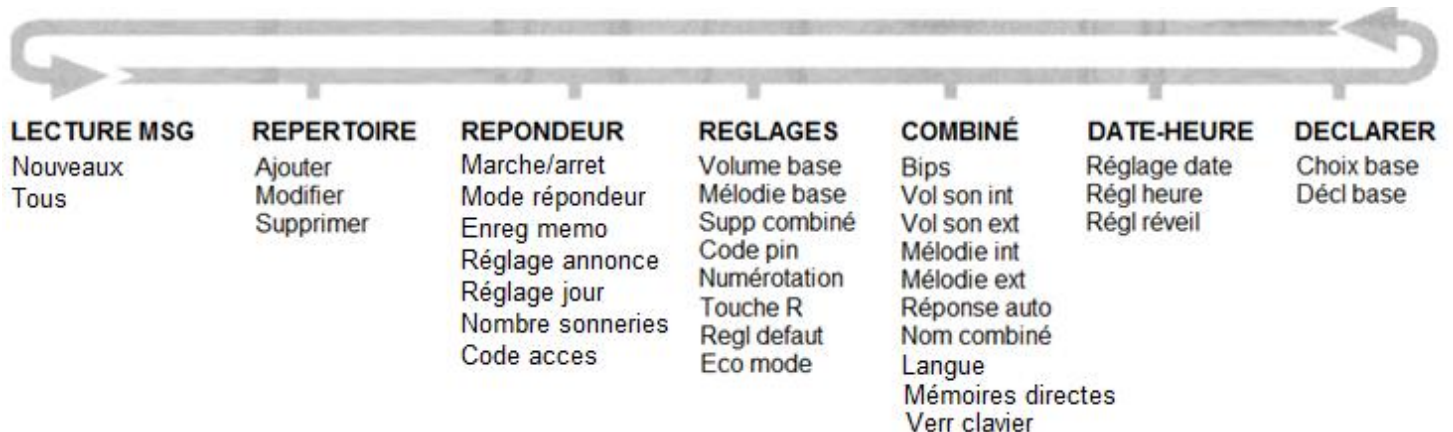 LECTURE MSG
Nouveaux
Tous
REPERTOIRE
Ajouter
Modifier
Supprimer
REPONDEUR
Marche/arret
Mode répondeur
Enreg memo
Réglage annonce
Réglage jour
Nombre sonneries
Code acces
REGLAGES
Volume base
Mélodie base
Supp combiné
Code pin
Numérotation
Touche R
Regl defaut
Eco mode
COMBINÉ
Bips
Vol son int
Vol son ext
Mélodie int
Mélodie ext
Réponse auto
Nom combiné
Langue
Mémoires directes
Verr clavier
DATE-HEURE
Réglage date
Régl heure
Régl réveil
DECLARER
Choix base
Décl base